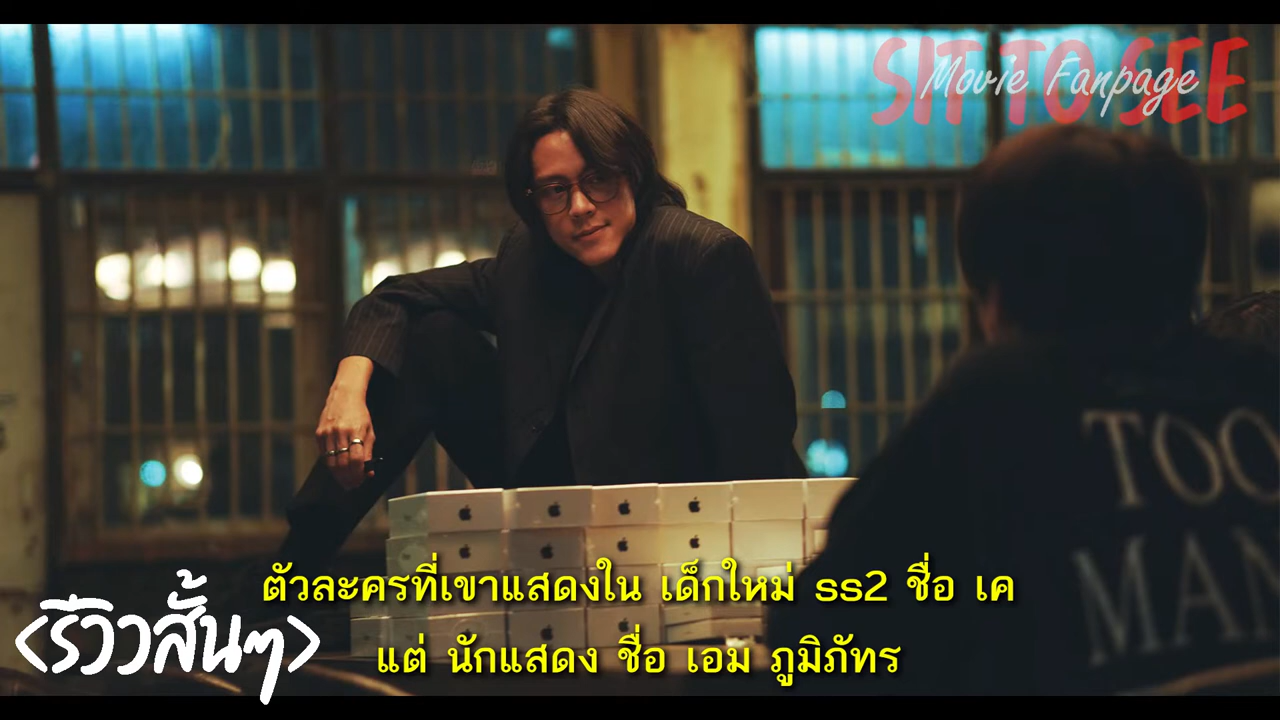 SIT TO SEE
Movie Fanpage
TOO
MAN
ตัวละครที่เขาแสดงใน เด็กใหม่ ss2 ชื่อ เค
แต่ นักแสดง ชื่อ เอม ภูมิภัทร
<รีวิวสั้นๆ>